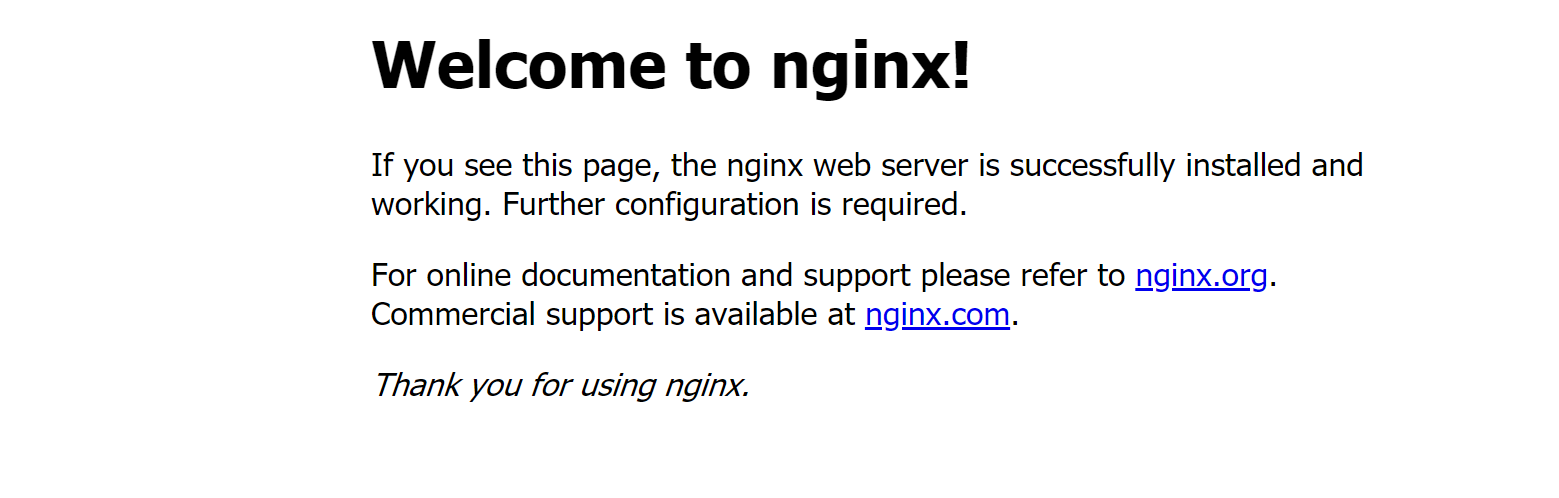 Welcome to nginx!
If you see this page, the nginx web server is successfully installed and
working. Further configuration is required.
For online documentation and support please refer to nginx.org.
Commercial support is available at nginx.com.
Thank you for using nginx.